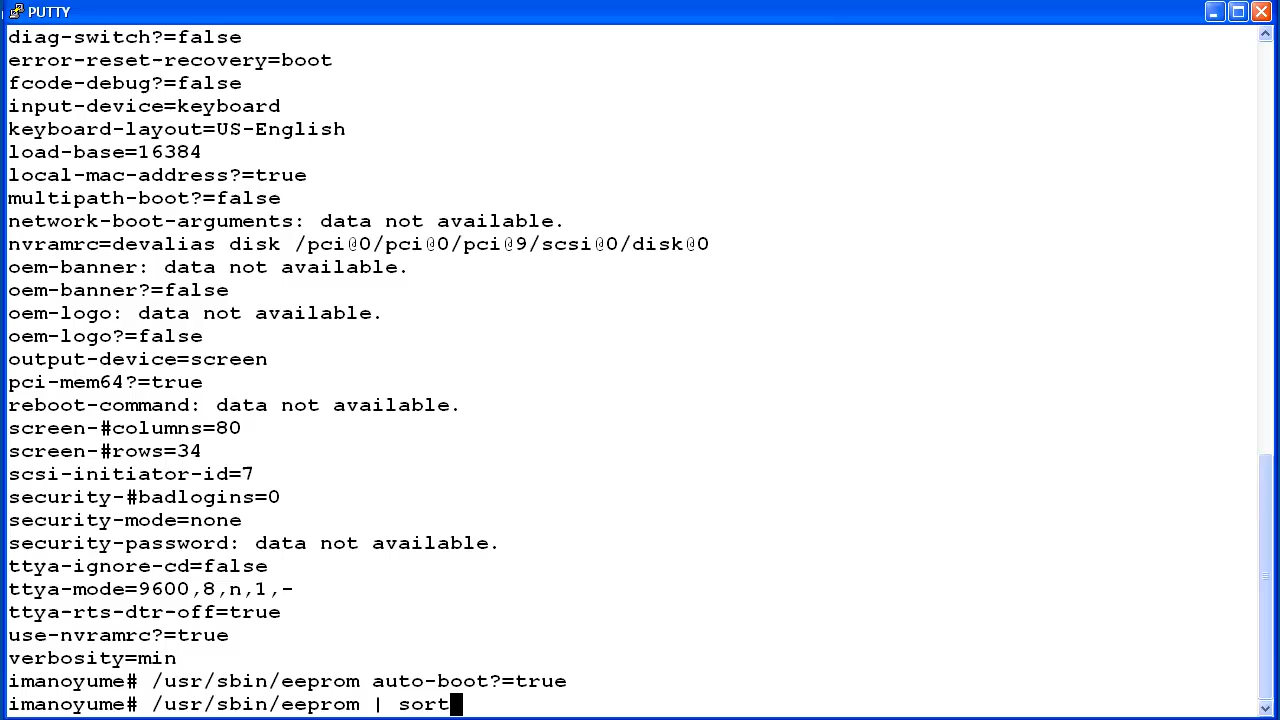 PUTTY
diag-switch?=false
error-reset-recovery=boot
fcode-debug?=false
input-device=keyboard
keyboard-layout=US-English
load-base=16384
local-mac-address?=true
multipath-boot?=false
network-boot-arguments: data not available.
nvramrc=devalias disk /pci@0/pci@0/pci@9/scsi@0/disk@0
oem-banner: data not available.
oem-banner?=false
oem-logo: data not available.
oem-logo?=false
output-device=screen
pci-mem64?=true
reboot-command: data not available.
screen-#columns=80
screen-#rows=34
scsi-initiator-id=7
security-#badlogins=0
security-mode=none
security-password: data not available.
ttya-ignore-cd=false
ttya-mode=9600,8,n,1,-
ttya-rts-dtr-off=true
use-nvramrc?=true
verbosity=min
imanoyume# /usr/sbin/eeprom auto-boot?=true
imanoyume# /usr/sbin/eeprom | sort